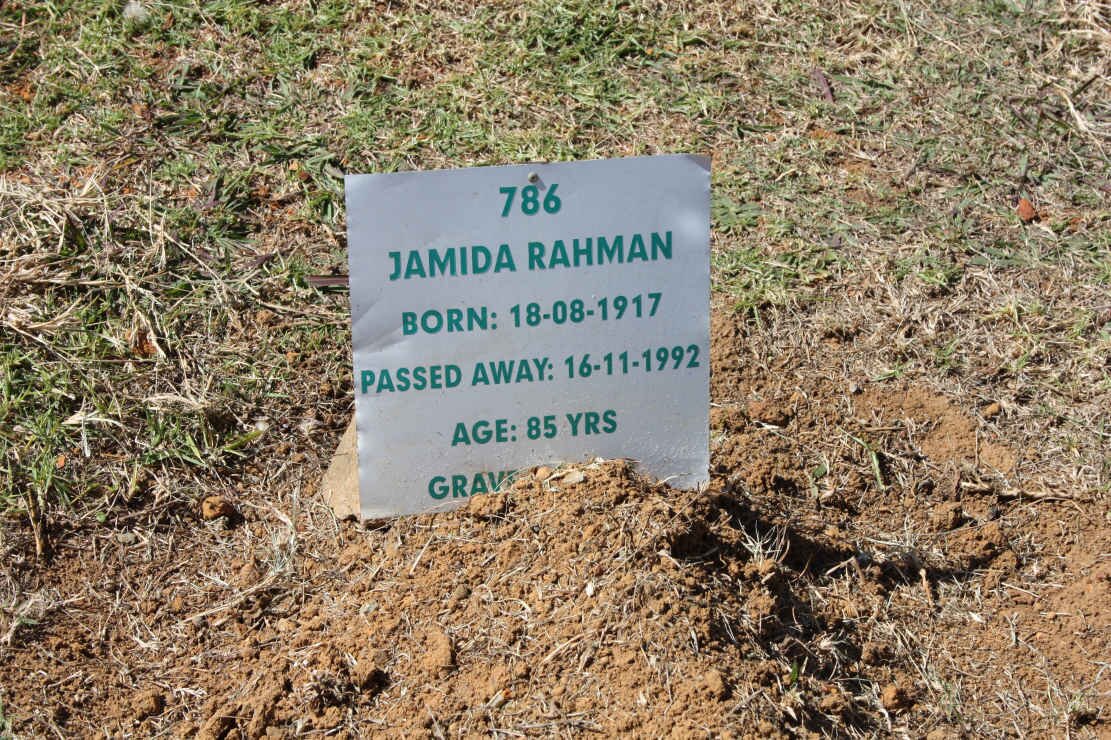 786
JAMIDA RAHMAN
BORN: 18-08-1917
PASSED AWAY: 16-11-1992
AGE: 85 YRS